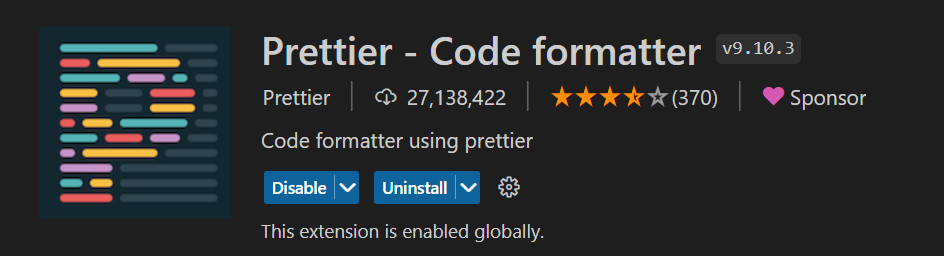 Prettier - Code formatter v9.10.3
Prettier 27,138,422 (370) Sponsor
Code formatter using prettier
Disable Uninstall
This extension is enabled globally.